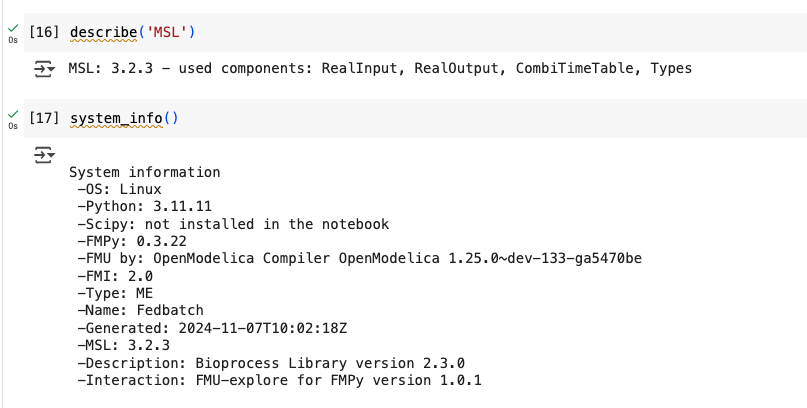 [16] describe('MSL')
0s
MSL: 3.2.3 - used components: RealInput, RealOutput, CombiTimeTable, Types
[17] system_info()
0s
System information
-OS: Linux
-Python: 3.11.11
-Scipy: not installed in the notebook
-FMPy: 0.3.22
-FMU by: OpenModelica Compiler OpenModelica 1.25.0~dev-133-ga5470be
-FMI: 2.0
-Type: ME
-Name: Fedbatch
-Generated: 2024-11-07T10:02:18Z
-MSL: 3.2.3
-Description: Bioprocess Library version 2.3.0
-Interaction: FMU-explore for FMPy version 1.0.1